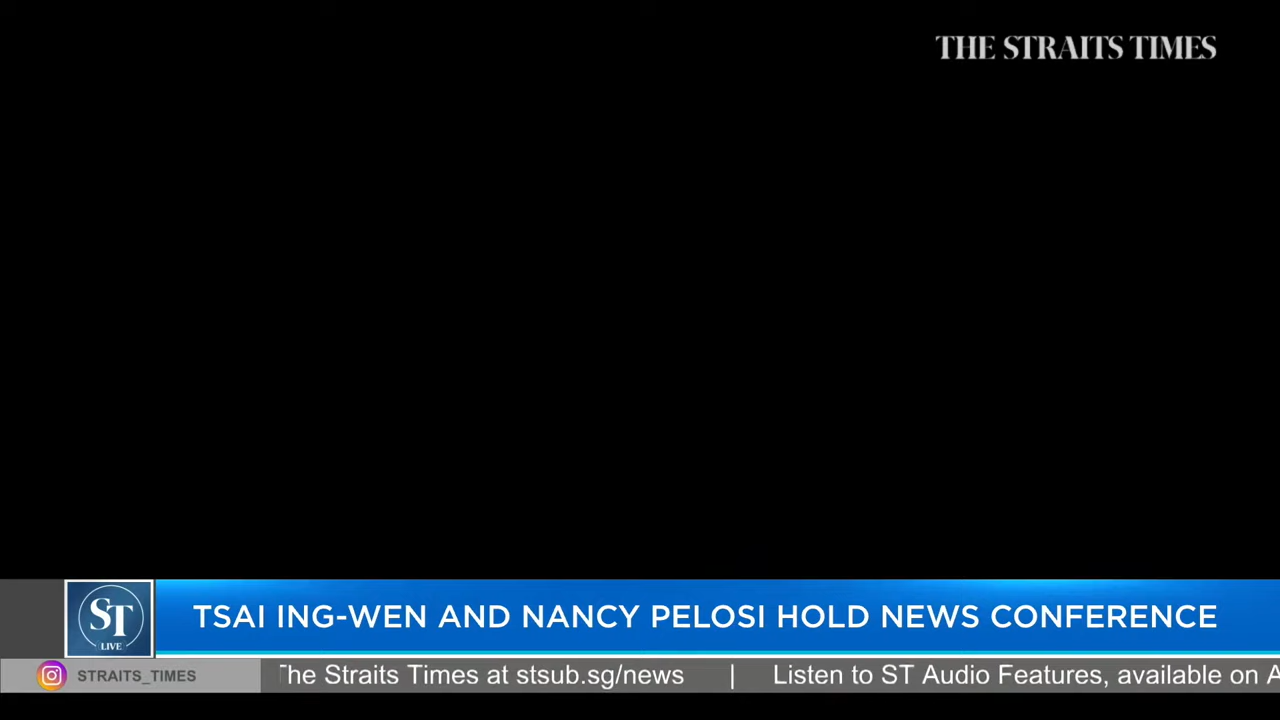 THE STRAITS TIMES
ST
LIVE
TSAI ING-WEN AND NANCY PELOSI HOLD NEWS CONFERENCE
STRAITS_TIMES
he Straits Times at stsub.sg/news | Listen to ST Audio Features, available on A